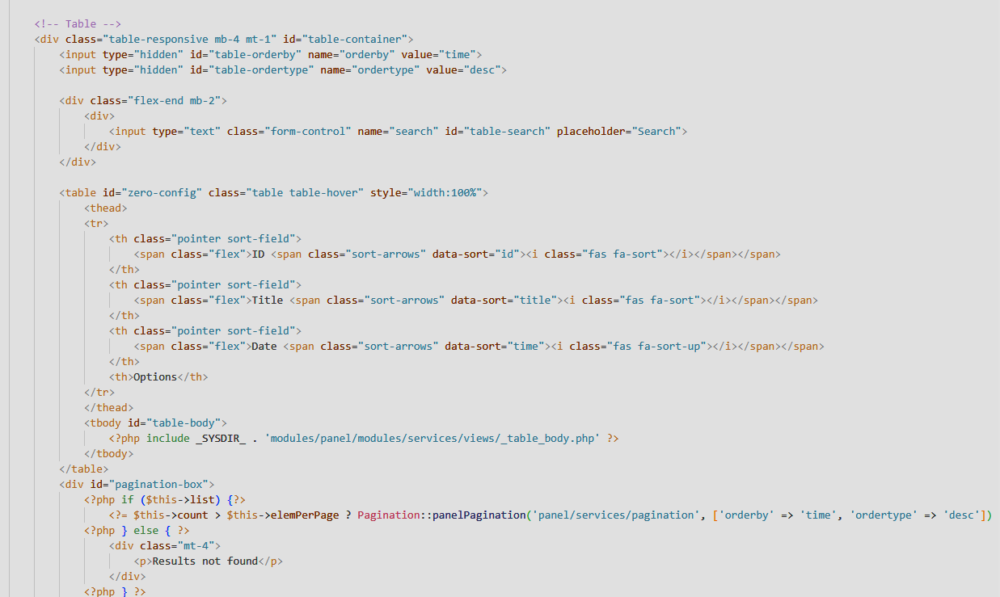 <!-- Table -->
<div class="table-responsive mb-4 mt-1" id="table-container">
<input type="hidden" id="table-orderby" name="orderby" value="time">
<input type="hidden" id="table-ordertype" name="ordertype" value="desc">
<div class="flex-end mb-2">
<div>
<input type="text" class="form-control" name="search" id="table-search" placeholder="Search">
</div>
</div>
<table id="zero-config" class="table table-hover" style="width:100%">
<thead>
<tr>
<th class="pointer sort-field">
<span class="flex">ID <span class="sort-arrows" data-sort="id"><i class="fas fa-sort"></i></span></span>
</th>
<th class="pointer sort-field">
<span class="flex">Title <span class="sort-arrows" data-sort="title"><i class="fas fa-sort"></i></span></span>
</th>
<th class="pointer sort-field">
<span class="flex">Date <span class="sort-arrows" data-sort="time"><i class="fas fa-sort-up"></i></span></span>
</th>
<th>Options</th>
</tr>
</thead>
<tbody id="table-body">
<?php include _SYSDIR_ . 'modules/panel/modules/services/views/_table_body.php' ?>
</tbody>
</table>
<div id="pagination-box">
<?php if ($this->list) {?>
<?= $this->count > $this->elemPerPage ? Pagination::panelPagination('panel/services/pagination', ['orderby' => 'time', 'ordertype' => 'desc'])
<?php } else { ?>
<div class="mt-4">
<p>Results not found</p>
</div>
<?php } ?>